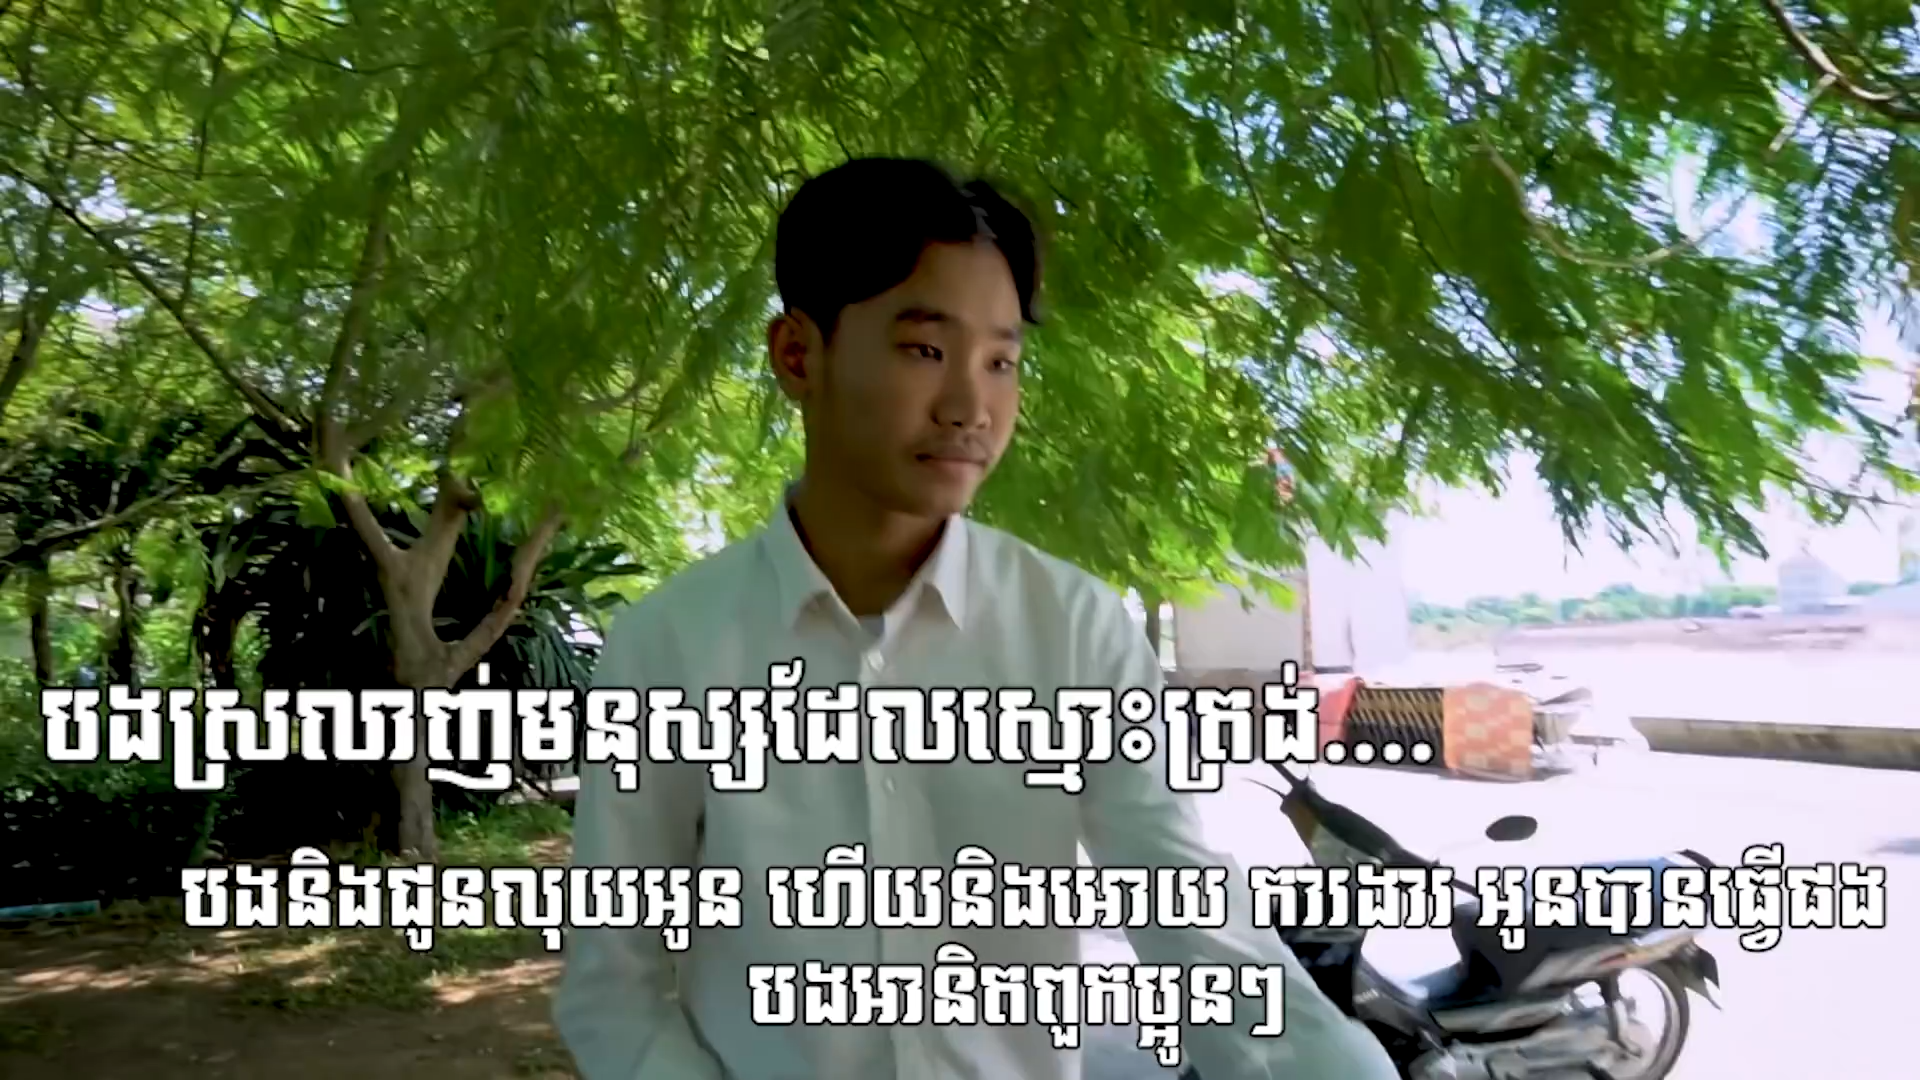 បងស្រលាញ់មនុស្សដែលស្មោះត្រង់....
បងនិងជូនលុយអូន ហើយនិងអោយ ការងារ អូនបានធ្វើផង
បងអានិតពួកប្អូនៗ